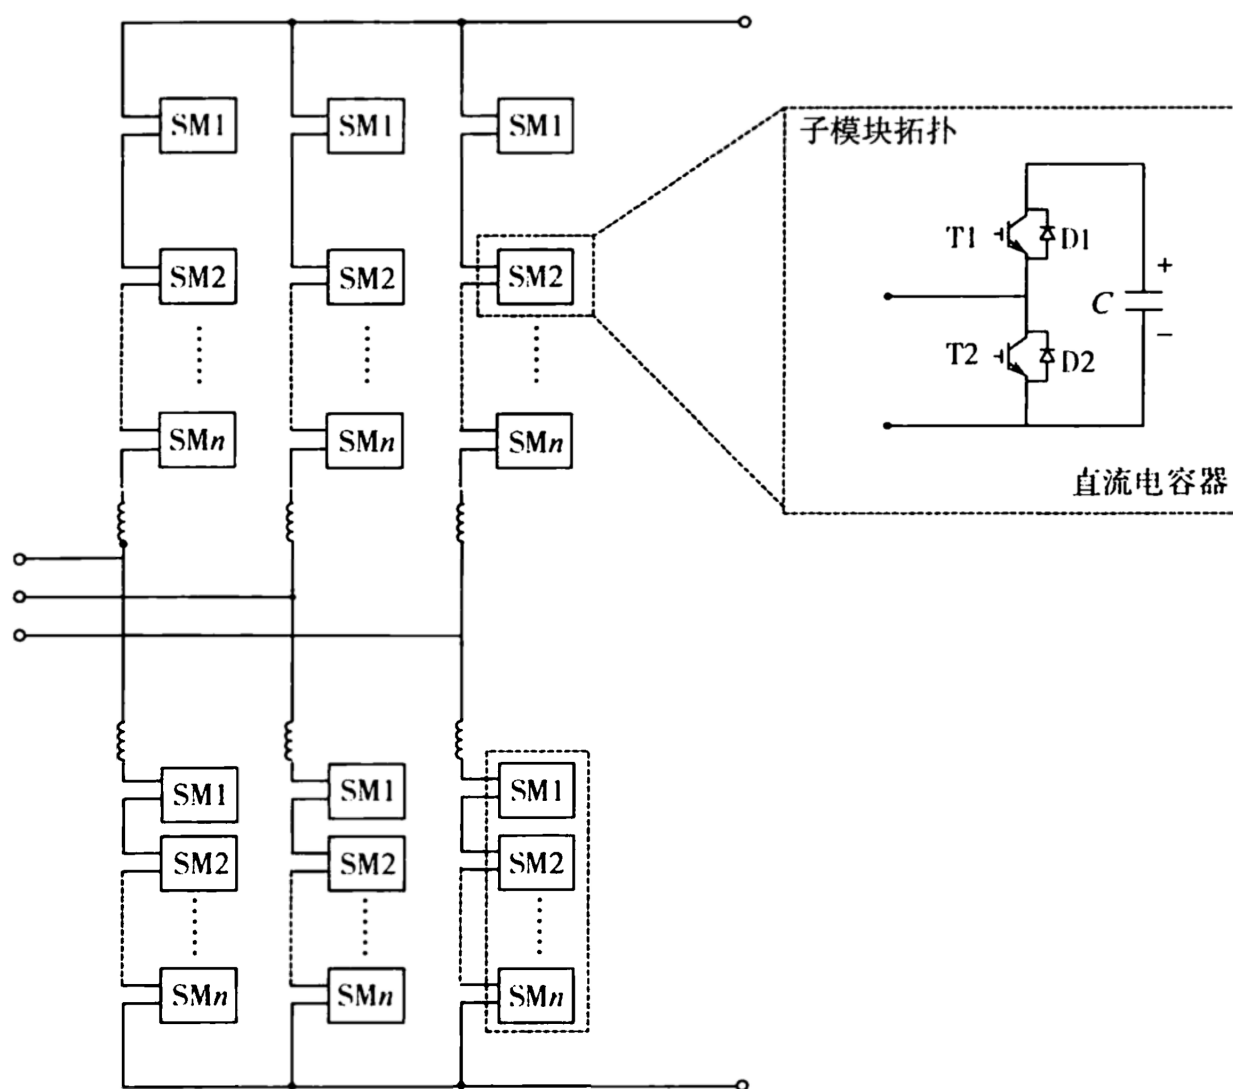 SM1 SM1 SM1
子模块拓扑
T1 D1
SM2 SM2 SM2
C + −
T2 D2
SMn SMn SMn
直流电容器
SM1 SM1 SM1
SM2 SM2 SM2
SMn SMn SMn